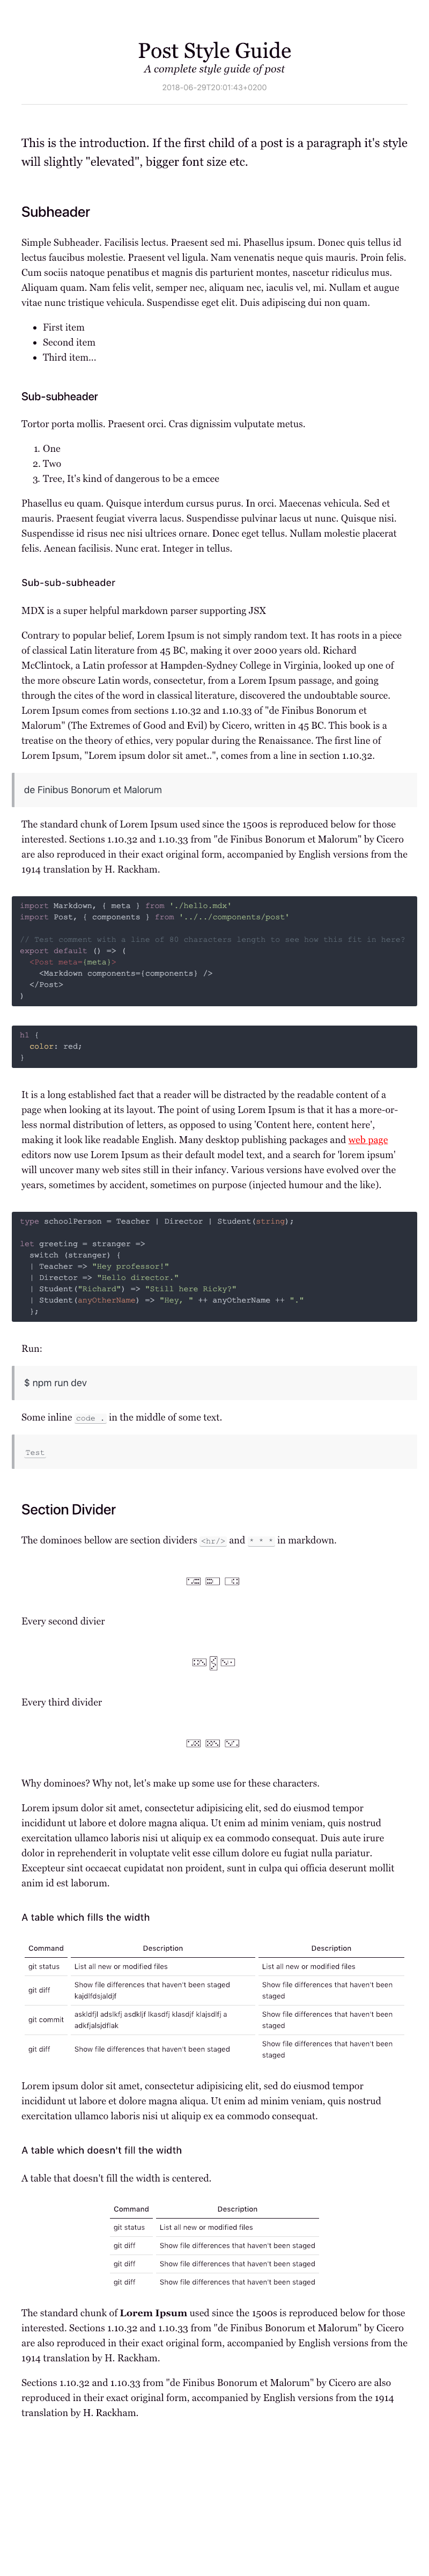 Post Style Guide
A complete style guide of post
2018-06-29T20:01:43+0200
This is the introduction. If the first child of a post is a paragraph it's style
will slightly "elevated", bigger font size etc.
Subheader
Simple Subheader. Facilisis lectus. Praesent sed mi. Phasellus ipsum. Donec quis tellus id
lectus faucibus molestie. Praesent vel ligula. Nam venenatis neque quis mauris. Proin felis.
Cum sociis natoque penatibus et magnis dis parturient montes, nascetur ridiculus mus.
Aliquam quam. Nam felis velit, semper nec, aliquam nec, iaculis vel, mi. Nullam et augue
vitae nunc tristique vehicula. Suspendisse eget elit. Duis adipiscing dui non quam.
• First item
• Second item
• Third item...
Sub-subheader
Tortor porta mollis. Praesent orci. Cras dignissim vulputate metus.
1. One
2. Two
3. Tree, It's kind of dangerous to be a emcee
Phasellus eu quam. Quisque interdum cursus purus. In orci. Maecenas vehicula. Sed et
mauris. Praesent feugiat viverra lacus. Suspendisse pulvinar lacus ut nunc. Quisque nisi.
Suspendisse id risus nec nisi ultrices ornare. Donec eget tellus. Nullam molestie placerat
felis. Aenean facilisis. Nunc erat. Integer in tellus.
Sub-sub-subheader
MDX is a super helpful markdown parser supporting JSX
Contrary to popular belief, Lorem Ipsum is not simply random text. It has roots in a piece
of classical Latin literature from 45 BC, making it over 2000 years old. Richard
McClintock, a Latin professor at Hampden-Sydney College in Virginia, looked up one of
the more obscure Latin words, consectetur, from a Lorem Ipsum passage, and going
through the cites of the word in classical literature, discovered the undoubtable source.
Lorem Ipsum comes from sections 1.10.32 and 1.10.33 of "de Finibus Bonorum et
Malorum" (The Extremes of Good and Evil) by Cicero, written in 45 BC. This book is a
treatise on the theory of ethics, very popular during the Renaissance. The first line of
Lorem Ipsum, "Lorem ipsum dolor sit amet..", comes from a line in section 1.10.32.
de Finibus Bonorum et Malorum
The standard chunk of Lorem Ipsum used since the 1500s is reproduced below for those
interested. Sections 1.10.32 and 1.10.33 from "de Finibus Bonorum et Malorum" by Cicero
are also reproduced in their exact original form, accompanied by English versions from the
1914 translation by H. Rackham.
import Markdown, { meta } from './hello.mdx'
import Post, { components } from '../../components/post'
// Test comment with a line of 80 characters length to see how this fit in here?
export default () => (
<Post meta={meta}>
<Markdown components={components} />
</Post>
)
h1 {
color: red;
}
It is a long established fact that a reader will be distracted by the readable content of a
page when looking at its layout. The point of using Lorem Ipsum is that it has a more-or-
less normal distribution of letters, as opposed to using 'Content here, content here',
making it look like readable English. Many desktop publishing packages and web page
editors now use Lorem Ipsum as their default model text, and a search for 'lorem ipsum'
will uncover many web sites still in their infancy. Various versions have evolved over the
years, sometimes by accident, sometimes on purpose (injected humour and the like).
type schoolPerson = Teacher | Director | Student(string);
let greeting = stranger =>
switch (stranger) {
| Teacher => "Hey professor!"
| Director => "Hello director."
| Student("Richard") => "Still here Ricky?"
| Student(anyOtherName) => "Hey, " ++ anyOtherName ++ "."
};
Run:
$ npm run dev
Some inline code . in the middle of some text.
Test
Section Divider
The dominoes bellow are section dividers <hr/> and * * * in markdown.
Every second divier
Every third divider
Why dominoes? Why not, let's make up some use for these characters.
Lorem ipsum dolor sit amet, consectetur adipisicing elit, sed do eiusmod tempor
incididunt ut labore et dolore magna aliqua. Ut enim ad minim veniam, quis nostrud
exercitation ullamco laboris nisi ut aliquip ex ea commodo consequat. Duis aute irure
dolor in reprehenderit in voluptate velit esse cillum dolore eu fugiat nulla pariatur.
Excepteur sint occaecat cupidatat non proident, sunt in culpa qui officia deserunt mollit
anim id est laborum.
A table which fills the width
Command Description Description
git status List all new or modified files List all new or modified files
git diff Show file differences that haven't been staged kajdlfdsjaldjf Show file differences that haven't been staged
git commit askldfjl adslkfj asdkljf lkasdfj klasdjf klajsdlfj a adkfjalsjdflak Show file differences that haven't been staged
git diff Show file differences that haven't been staged Show file differences that haven't been staged
Lorem ipsum dolor sit amet, consectetur adipisicing elit, sed do eiusmod tempor
incididunt ut labore et dolore magna aliqua. Ut enim ad minim veniam, quis nostrud
exercitation ullamco laboris nisi ut aliquip ex ea commodo consequat.
A table which doesn't fill the width
A table that doesn't fill the width is centered.
Command Description
git status List all new or modified files
git diff Show file differences that haven't been staged
git diff Show file differences that haven't been staged
git diff Show file differences that haven't been staged
The standard chunk of Lorem Ipsum used since the 1500s is reproduced below for those
interested. Sections 1.10.32 and 1.10.33 from "de Finibus Bonorum et Malorum" by Cicero
are also reproduced in their exact original form, accompanied by English versions from the
1914 translation by H. Rackham.
Sections 1.10.32 and 1.10.33 from "de Finibus Bonorum et Malorum" by Cicero are also
reproduced in their exact original form, accompanied by English versions from the 1914
translation by H. Rackham.